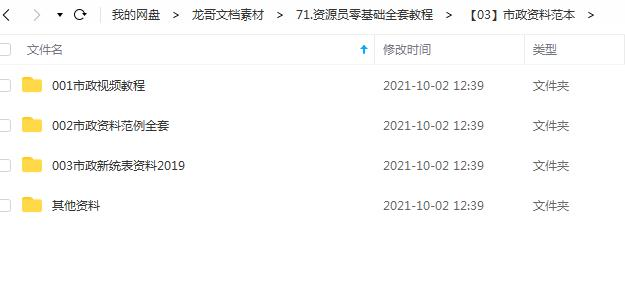 我的网盘 > 龙哥文档素材 > 71.资源员零基础全套教程 > 【03】市政资料范本 >
文件名 修改时间 类型
001市政视频教程 2021-10-02 12:39 文件夹
002市政资料范例全套 2021-10-02 12:39 文件夹
003市政新统表资料2019 2021-10-02 12:39 文件夹
其他资料 2021-10-02 12:39 文件夹